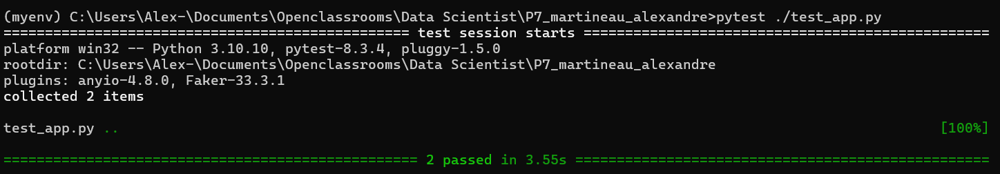 (myenv) C:\Users\Alex-\Documents\Openclassrooms\Data Scientist\P7_martineau_alexandre>pytest ./test_app.py
================================================= test session starts =================================================
platform win32 -- Python 3.10.10, pytest-8.3.4, pluggy-1.5.0
rootdir: C:\Users\Alex-\Documents\Openclassrooms\Data Scientist\P7_martineau_alexandre
plugins: anyio-4.8.0, Faker-33.3.1
collected 2 items
test_app.py .. [100%]
================================================== 2 passed in 3.55s ==================================================